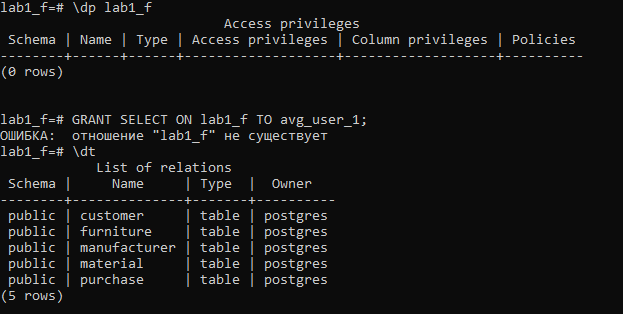 lab1_f=# \dp lab1_f
Access privileges
Schema | Name | Type | Access privileges | Column privileges | Policies
--------+------+------+-------------------+-------------------+----------
(0 rows)
lab1_f=# GRANT SELECT ON lab1_f TO avg_user_1;
ОШИБКА:  отношение "lab1_f" не существует
lab1_f=# \dt
List of relations
Schema |     Name     | Type  |  Owner
--------+--------------+-------+----------
public | customer     | table | postgres
public | furniture    | table | postgres
public | manufacturer | table | postgres
public | material     | table | postgres
public | purchase     | table | postgres
(5 rows)